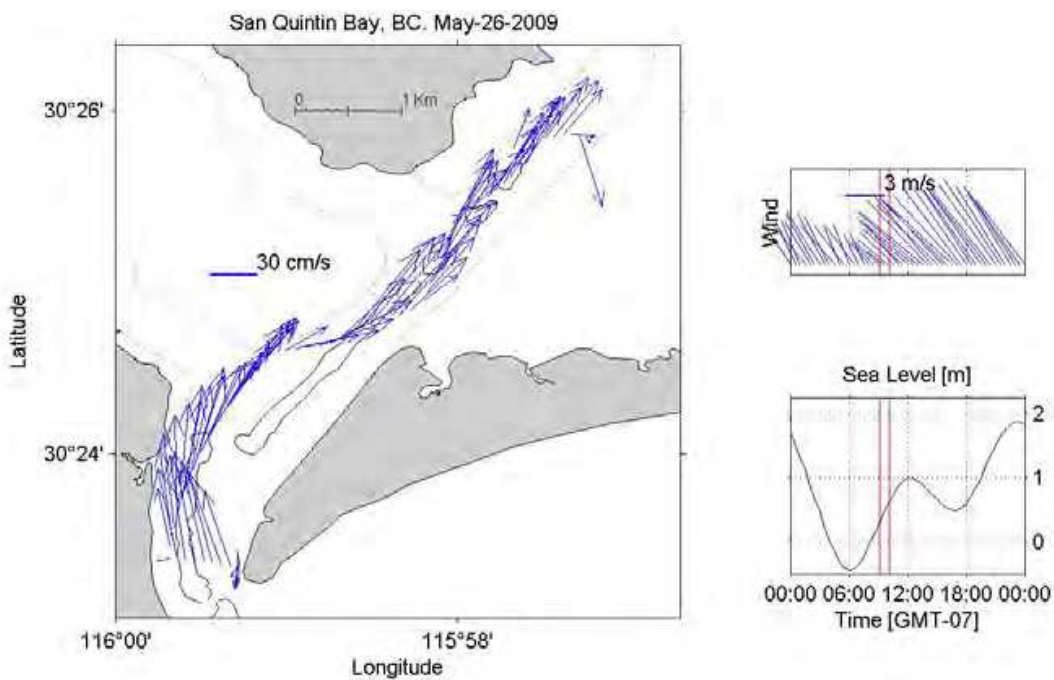 San Quintin Bay, BC. May-26-2009
30°26'
0
1 Km
Latitude
30 cm/s
30°24'
116°00'
115°58'
Longitude
3 m/s
Wind
Sea Level [m]
2
1
0
00:00 06:00 12:00 18:00 00:00
Time [GMT-07]